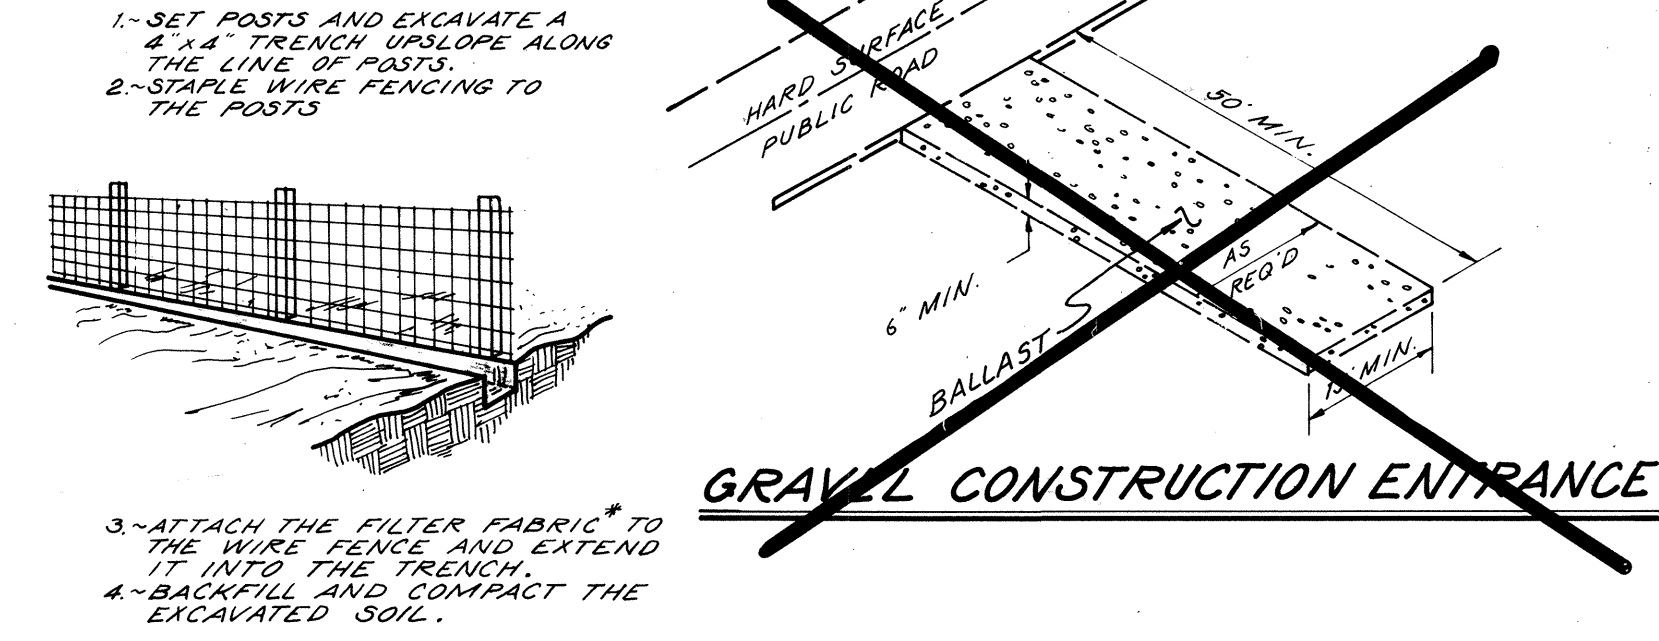 1.~SET POSTS AND EXCAVATE A
4"x4" TRENCH UPSLOPE ALONG
THE LINE OF POSTS.
2.~STAPLE WIRE FENCING TO
THE POSTS
3.~ATTACH THE FILTER FABRIC* TO
THE WIRE FENCE AND EXTEND
IT INTO THE TRENCH.
4.~BACKFILL AND COMPACT THE
EXCAVATED SOIL.
HARD SURFACE
PUBLIC ROAD
50' MIN.
AS
REQ'D
6" MIN.
BALLAST
15' MIN.
GRAVEL CONSTRUCTION ENTRANCE